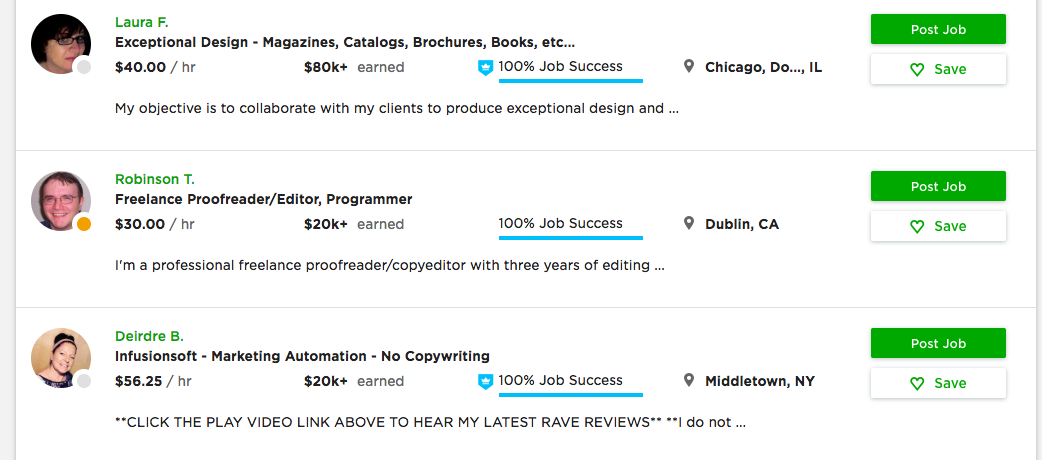 Laura F.
Exceptional Design - Magazines, Catalogs, Brochures, Books, etc...
Post Job
$40.00 / hr $80k+ earned 100% Job Success Chicago, Do..., IL
Save
My objective is to collaborate with my clients to produce exceptional design and ...
Robinson T.
Post Job
Freelance Proofreader/Editor, Programmer
$30.00 / hr $20k+ earned 100% Job Success Dublin, CA
Save
I'm a professional freelance proofreader/copyeditor with three years of editing ...
Deirdre B.
Post Job
Infusionsoft - Marketing Automation - No Copywriting
$56.25 / hr $20k+ earned 100% Job Success Middletown, NY
Save
**CLICK THE PLAY VIDEO LINK ABOVE TO HEAR MY LATEST RAVE REVIEWS** **I do not ...